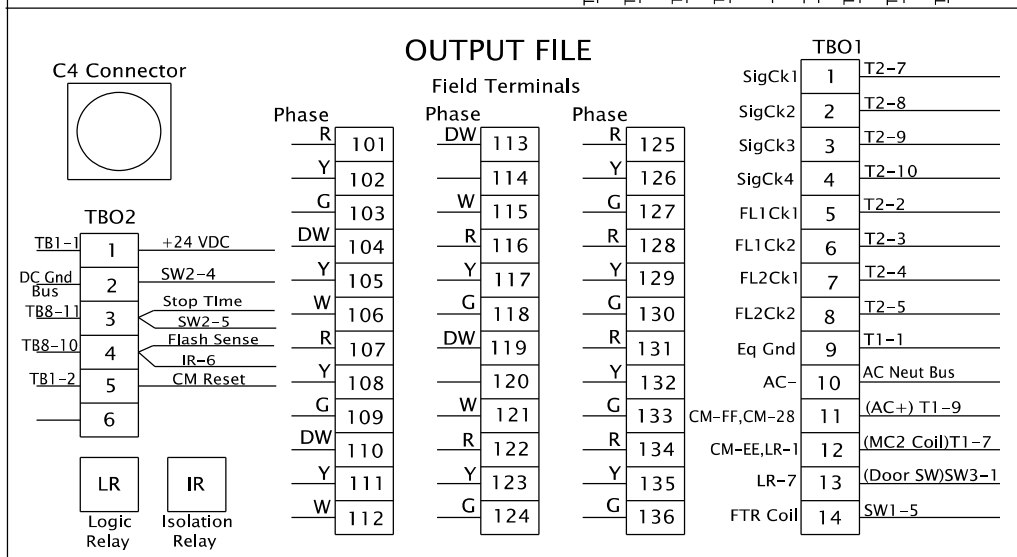 OUTPUT FILE
Field Terminals
C4 Connector
TBO2
TB1-1 1 +24 VDC
DC Gnd Bus 2 SW2-4
TB8-11 3 Stop TIme
SW2-5
TB8-10 4 Flash Sense
IR-6
TB1-2 5 CM Reset
6
LR
Logic
Relay
IR
Isolation
Relay
Phase
R 101
Y 102
G 103
DW 104
Y 105
W 106
R 107
Y 108
G 109
DW 110
Y 111
W 112
Phase
DW 113
114
W 115
R 116
Y 117
G 118
DW 119
120
W 121
R 122
Y 123
G 124
Phase
R 125
Y 126
G 127
R 128
Y 129
G 130
R 131
Y 132
G 133
R 134
Y 135
G 136
TBO1
SigCk1 1 T2-7
SigCk2 2 T2-8
SigCk3 3 T2-9
SigCk4 4 T2-10
FL1Ck1 5 T2-2
FL1Ck2 6 T2-3
FL2Ck1 7 T2-4
FL2Ck2 8 T2-5
Eq Gnd 9 T1-1
AC- 10 AC Neut Bus
CM-FF,CM-28 11 (AC+) T1-9
CM-EE,LR-1 12 (MC2 Coil)T1-7
LR-7 13 (Door SW)SW3-1
FTR Coil 14 SW1-5